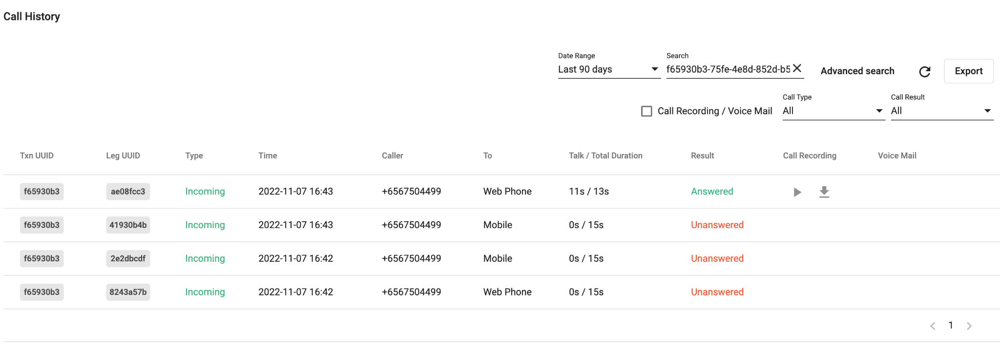 Call History
Date Range Search
Last 90 days f65930b3-75fe-4e8d-852d-b5 Advanced search Export
Call Type Call Result
Call Recording / Voice Mail All All
Txn UUID Leg UUID Type Time Caller To Talk / Total Duration Result Call Recording Voice Mail
f65930b3 ae08fcc3 Incoming 2022-11-07 16:43 +6567504499 Web Phone 11s / 13s Answered
f65930b3 41930b4b Incoming 2022-11-07 16:43 +6567504499 Mobile 0s / 15s Unanswered
f65930b3 2e2dbcdf Incoming 2022-11-07 16:42 +6567504499 Mobile 0s / 15s Unanswered
f65930b3 8243a57b Incoming 2022-11-07 16:42 +6567504499 Web Phone 0s / 15s Unanswered
1